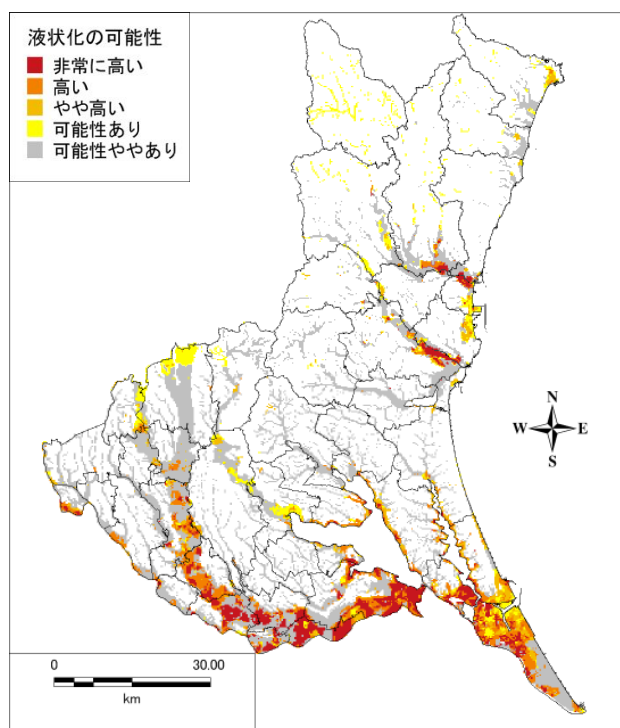 液状化の可能性
非常に高い
高い
やや高い
可能性あり
可能性ややあり
N
W E
S
0 30.00
km